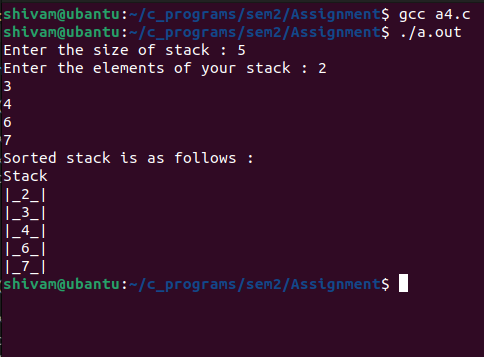 shivam@ubantu:~/c_programs/sem2/Assignment$ gcc a4.c
shivam@ubantu:~/c_programs/sem2/Assignment$ ./a.out
Enter the size of stack : 5
Enter the elements of your stack : 2
3
4
6
7
Sorted stack is as follows :
Stack
|_2_|
|_3_|
|_4_|
|_6_|
|_7_|
shivam@ubantu:~/c_programs/sem2/Assignment$